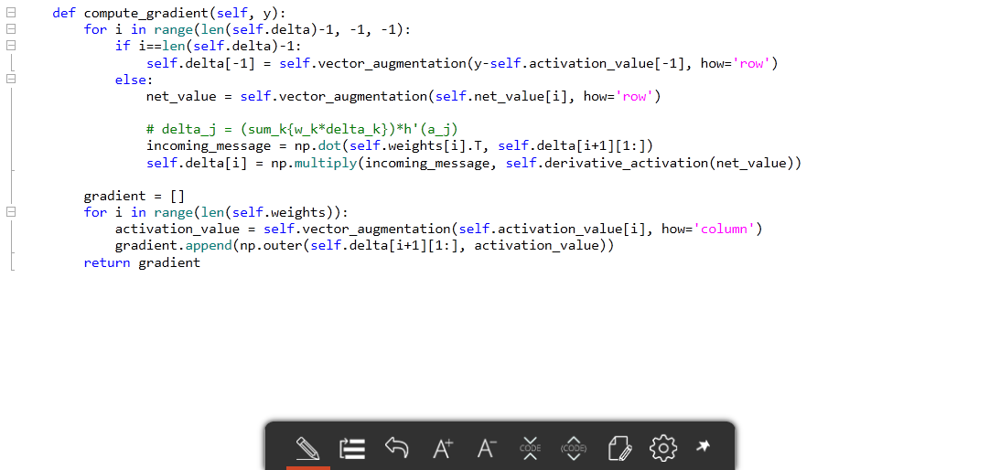 def compute_gradient(self, y):
    for i in range(len(self.delta)-1, -1, -1):
        if i==len(self.delta)-1:
            self.delta[-1] = self.vector_augmentation(y-self.activation_value[-1], how='row')
        else:
            net_value = self.vector_augmentation(self.net_value[i], how='row')
            # delta_j = (sum_k{w_k*delta_k})*h'(a_j)
            incoming_message = np.dot(self.weights[i].T, self.delta[i+1][1:])
            self.delta[i] = np.multiply(incoming_message, self.derivative_activation(net_value))
    gradient = []
    for i in range(len(self.weights)):
        activation_value = self.vector_augmentation(self.activation_value[i], how='column')
        gradient.append(np.outer(self.delta[i+1][1:], activation_value))
    return gradient
A+ A- CODE (CODE)